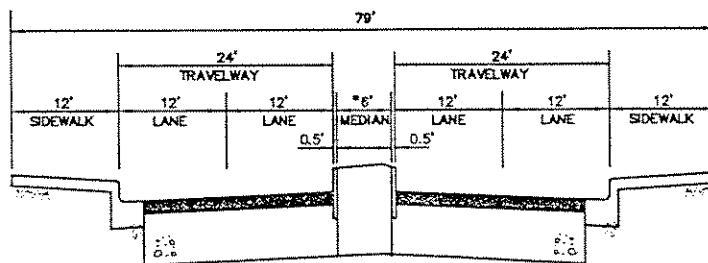 79'
24' 24'
TRAVELWAY TRAVELWAY
12' 12' 12' *6' 12' 12' 12'
SIDEWALK LANE LANE MEDIAN LANE LANE SIDEWALK
0.5' 0.5'